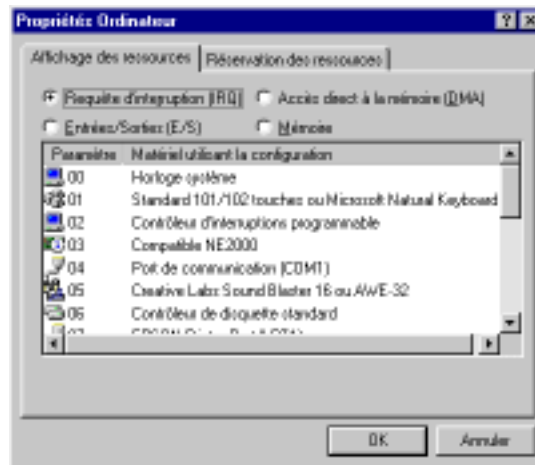 Propriétés Ordinateur
Affichage des ressources Réservation des ressources
Requête d'interruption (IRQ) Accès direct à la mémoire (DMA)
Entrées/Sorties (E/S) Mémoire
Paramètre Matériel utilisant la configuration
00 Horloge système
01 Standard 101/102 touches ou Microsoft Natural Keyboard
02 Contrôleur d'interruptions programmable
03 Compatible NE2000
04 Port de communication (COM1)
05 Creative Labs Sound Blaster 16 ou AWE-32
06 Contrôleur de disquette standard
OK Annuler